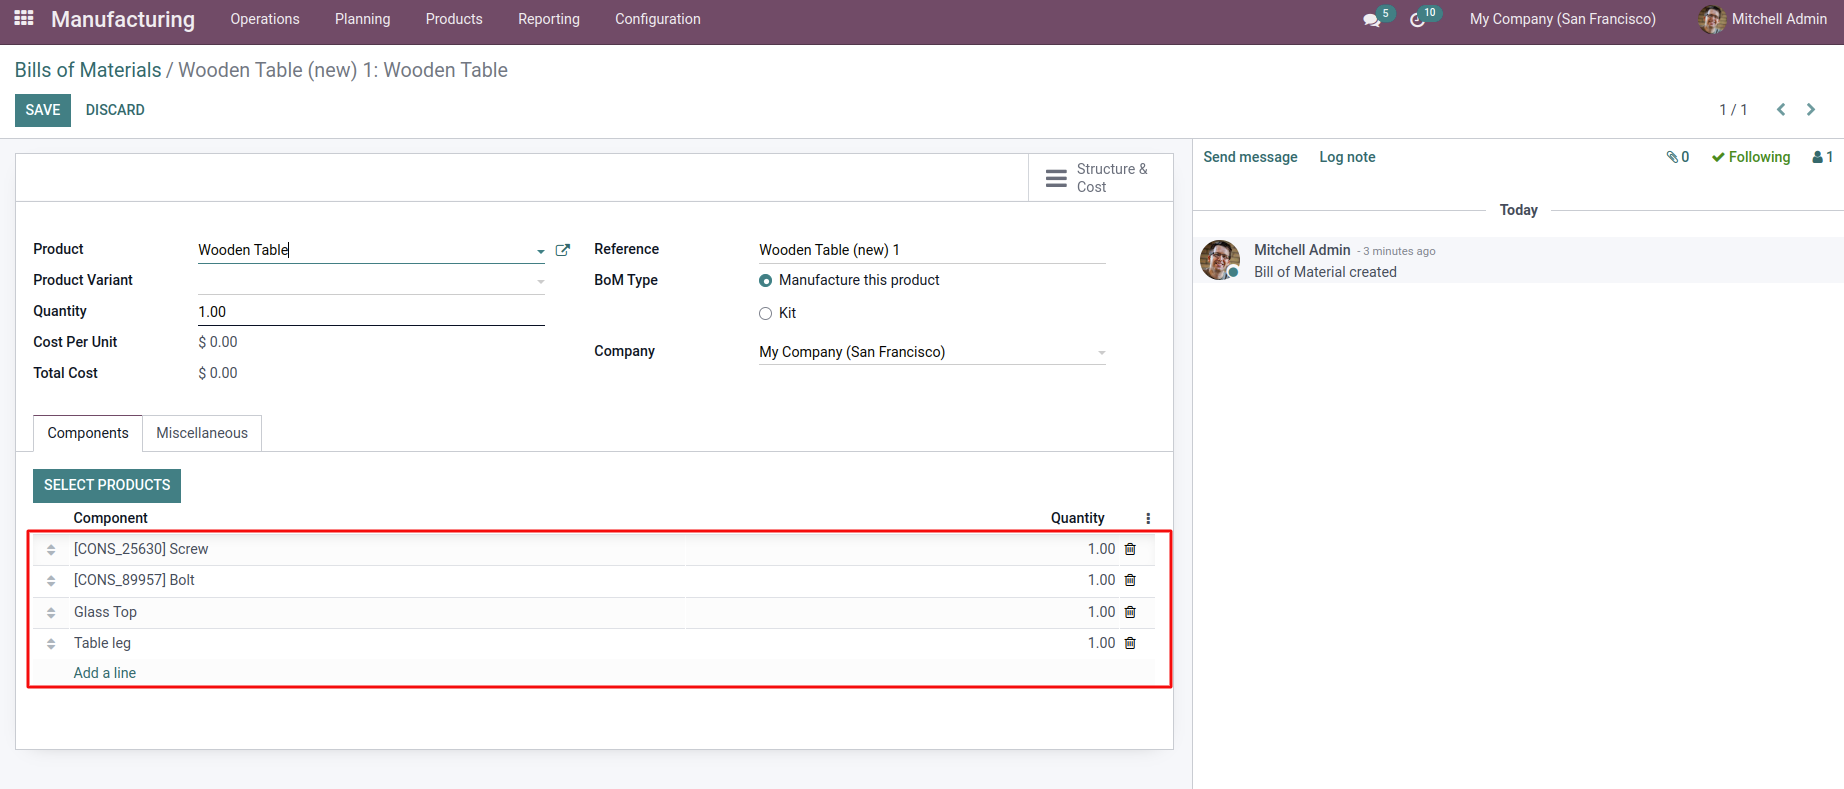 Manufacturing Operations Planning Products Reporting Configuration 5 10 My Company (San Francisco) Mitchell Admin
Bills of Materials / Wooden Table (new) 1: Wooden Table
SAVE DISCARD 1 / 1
Structure &
Cost
Product Wooden Table
Product Variant
Quantity 1.00
Cost Per Unit $ 0.00
Total Cost $ 0.00
Reference Wooden Table (new) 1
BoM Type Manufacture this product
Kit
Company My Company (San Francisco)
Components Miscellaneous
SELECT PRODUCTS
Component Quantity
[CONS_25630] Screw 1.00
[CONS_89957] Bolt 1.00
Glass Top 1.00
Table leg 1.00
Add a line
Send message Log note 0 Following 1
Today
Mitchell Admin - 3 minutes ago
Bill of Material created